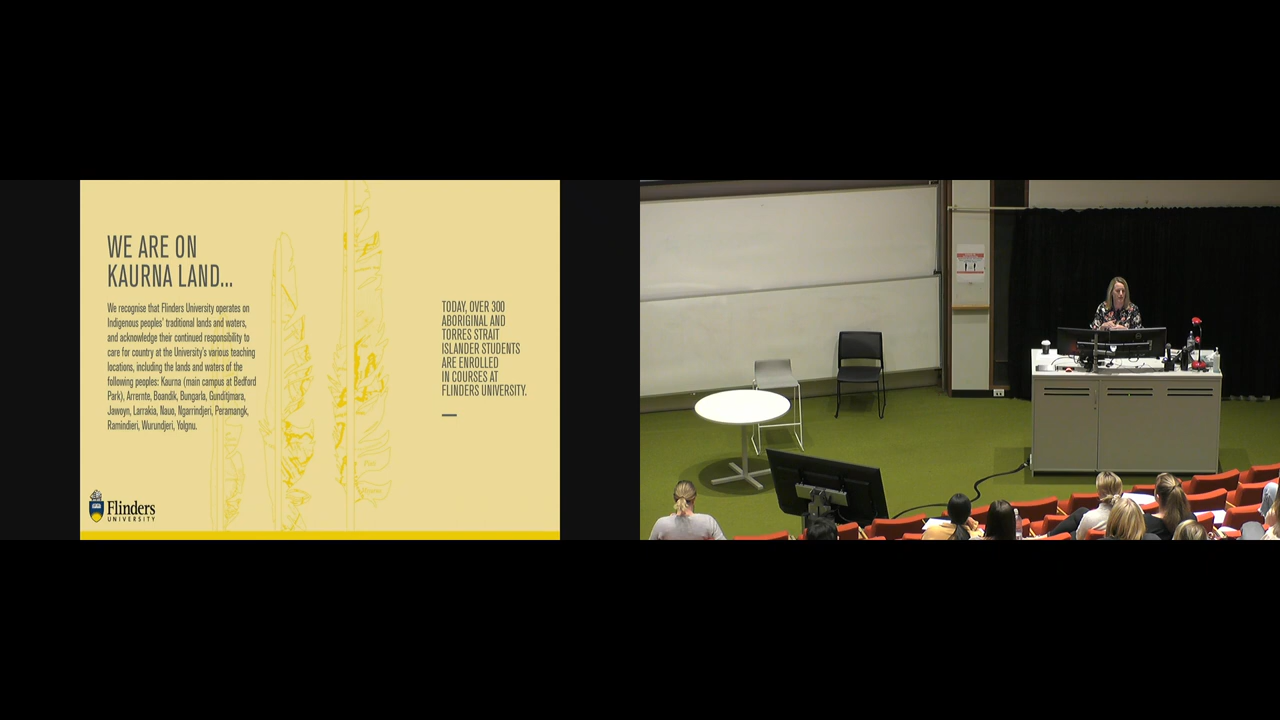 WE ARE ON
KAURNA LAND...
We recognise that Flinders University operates on
Indigenous peoples' traditional lands and waters,
and acknowledge their continued responsibility to
care for country at the University's various teaching
locations, including the lands and waters of the
following peoples: Kaurna (main campus at Bedford
Park), Arrernte, Boandik, Bungarla, Gunditjmara,
Jawoyn, Larrakia, Nauo, Ngarrindjeri, Peramangk,
Ramindjeri, Wurundjeri, Yolgnu.
TODAY, OVER 300
ABORIGINAL AND
TORRES STRAIT
ISLANDER STUDENTS
ARE ENROLLED
IN COURSES AT
FLINDERS UNIVERSITY.
Flinders
UNIVERSITY